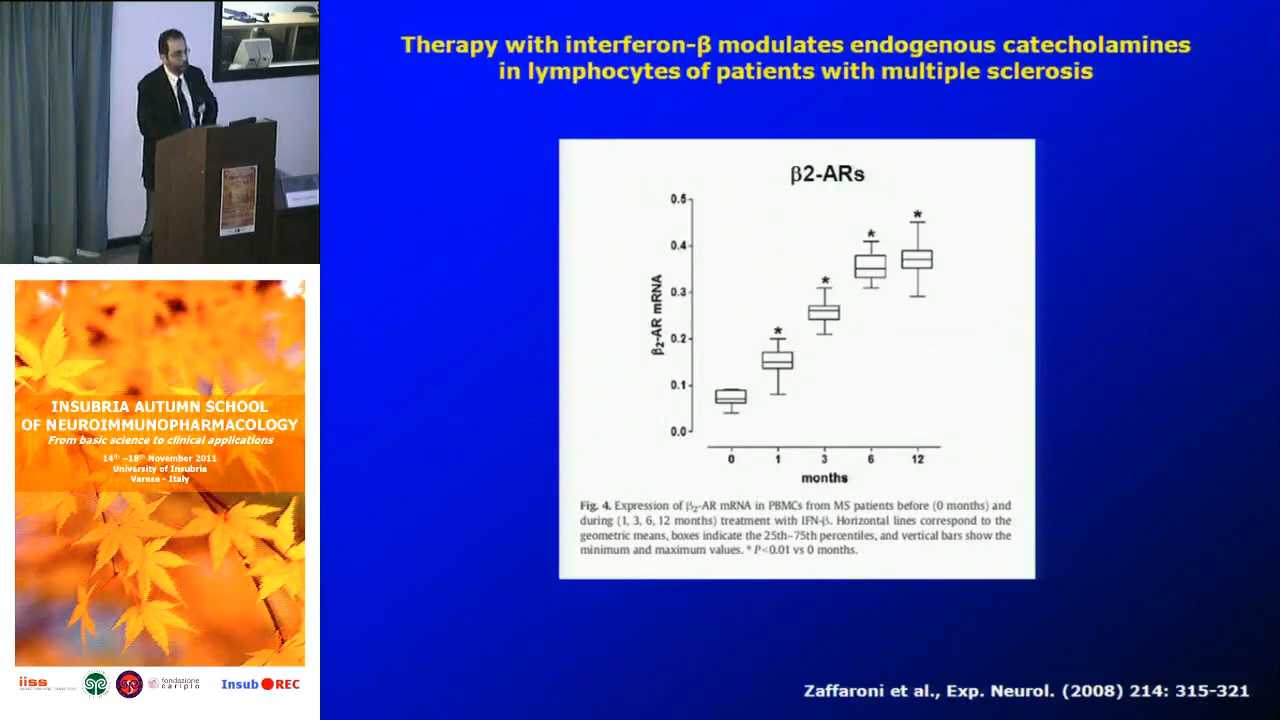 Therapy with interferon-β modulates endogenous catecholamines
in lymphocytes of patients with multiple sclerosis
β2-ARs
0.5
0.4
0.3
0.2
0.1
0.0
β2-AR mRNA
*
*
*
*
0 1 3 6 12
months
Fig. 4. Expression of β2-AR mRNA in PBMCs from MS patients before (0 months) and
during (1, 3, 6, 12 months) treatment with IFN-β. Horizontal lines correspond to the
geometric means, boxes indicate the 25th–75th percentiles, and vertical bars show the
minimum and maximum values. * P<0.01 vs 0 months.
Zaffaroni et al., Exp. Neurol. (2008) 214: 315-321
INSUBRIA AUTUMN SCHOOL
OF NEUROIMMUNOPHARMACOLOGY
From basic science to clinical applications
14th –18th November 2011
University of Insubria
Varese - Italy
iiss
fondazione
cariplo
Insub REC